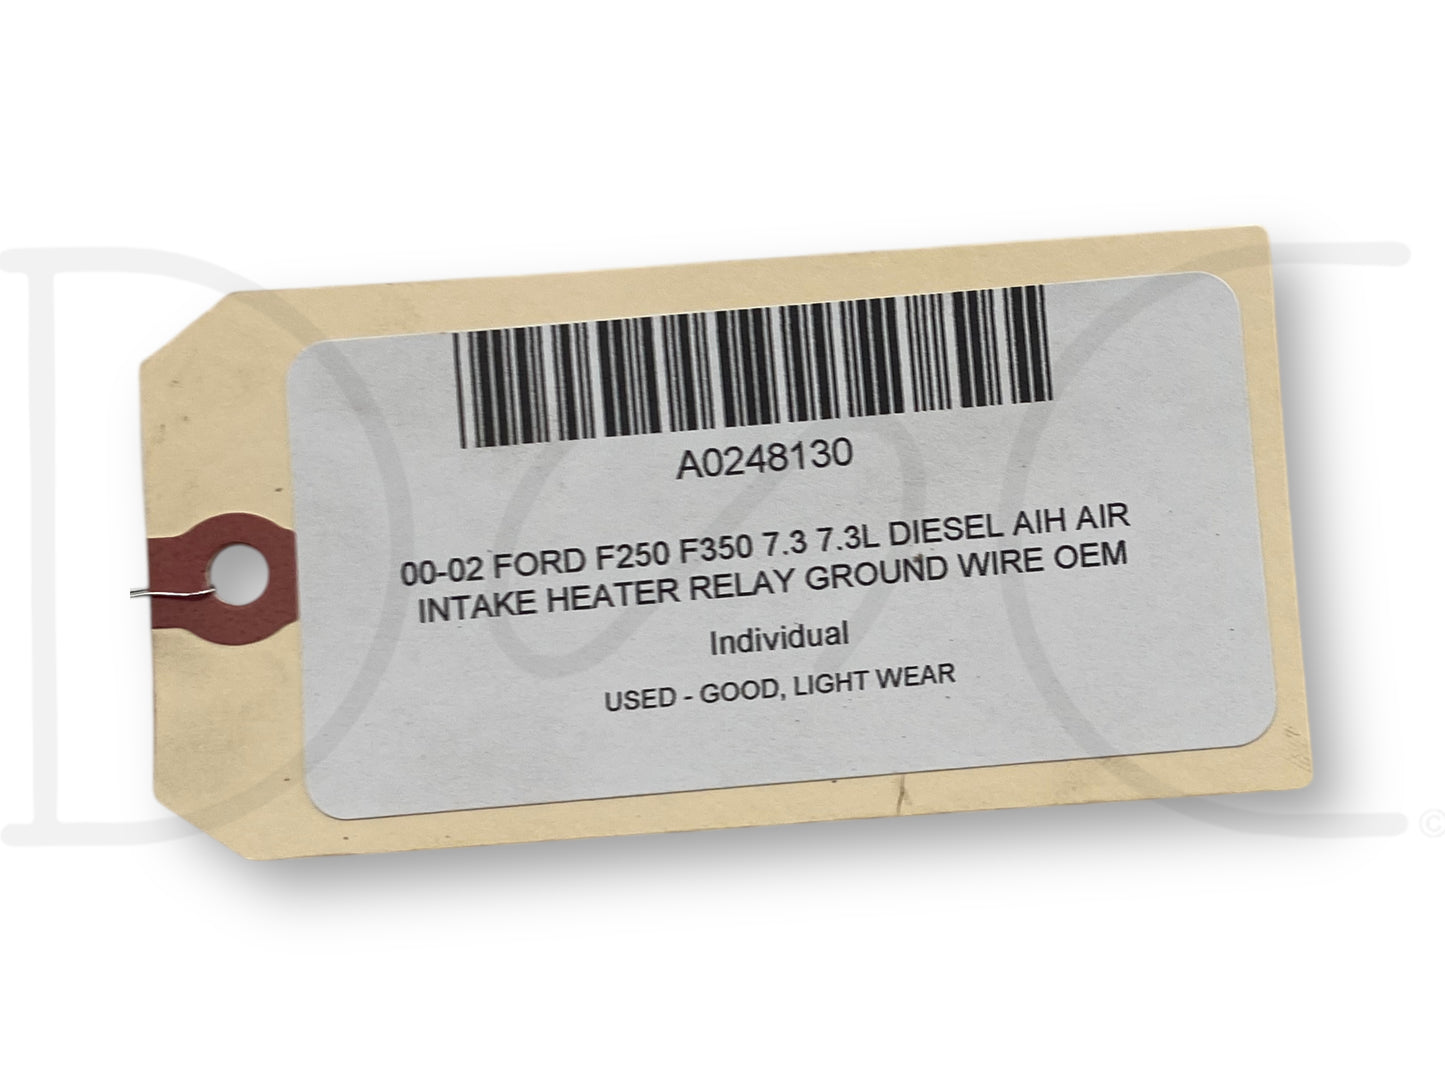 A0248130
00-02 FORD F250 F350 7.3 7.3L DIESEL AIH AIR
INTAKE HEATER RELAY GROUND WIRE OEM
Individual
USED - GOOD, LIGHT WEAR
D C
©